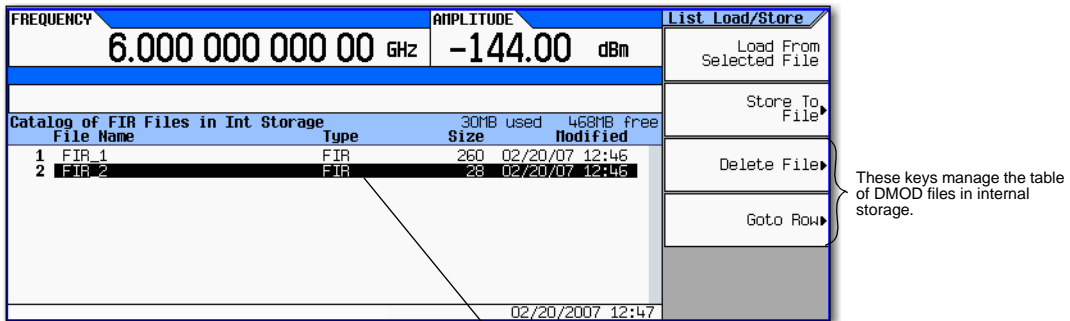 FREQUENCY
AMPLITUDE
List Load/Store
6.000 000 000 00 GHz
-144.00 dBm
Load From
Selected File
Store To
File
Catalog of FIR Files in Int Storage 30MB used 468MB free
File Name Type Size Modified
1 FIR_1 FIR 260 02/20/07 12:46
2 FIR_2 FIR 28 02/20/07 12:46
Delete File
Goto Row
These keys manage the table
of DMOD files in internal
storage.
02/20/2007 12:47